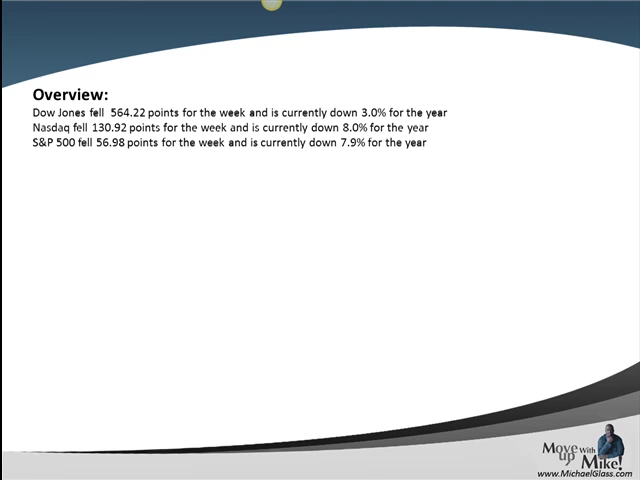 Overview:
Dow Jones fell  564.22 points for the week and is currently down 3.0% for the year
Nasdaq fell 130.92 points for the week and is currently down 8.0% for the year
S&P 500 fell 56.98 points for the week and is currently down 7.9% for the year
Move up With Mike!
www.MichaelGlass.com